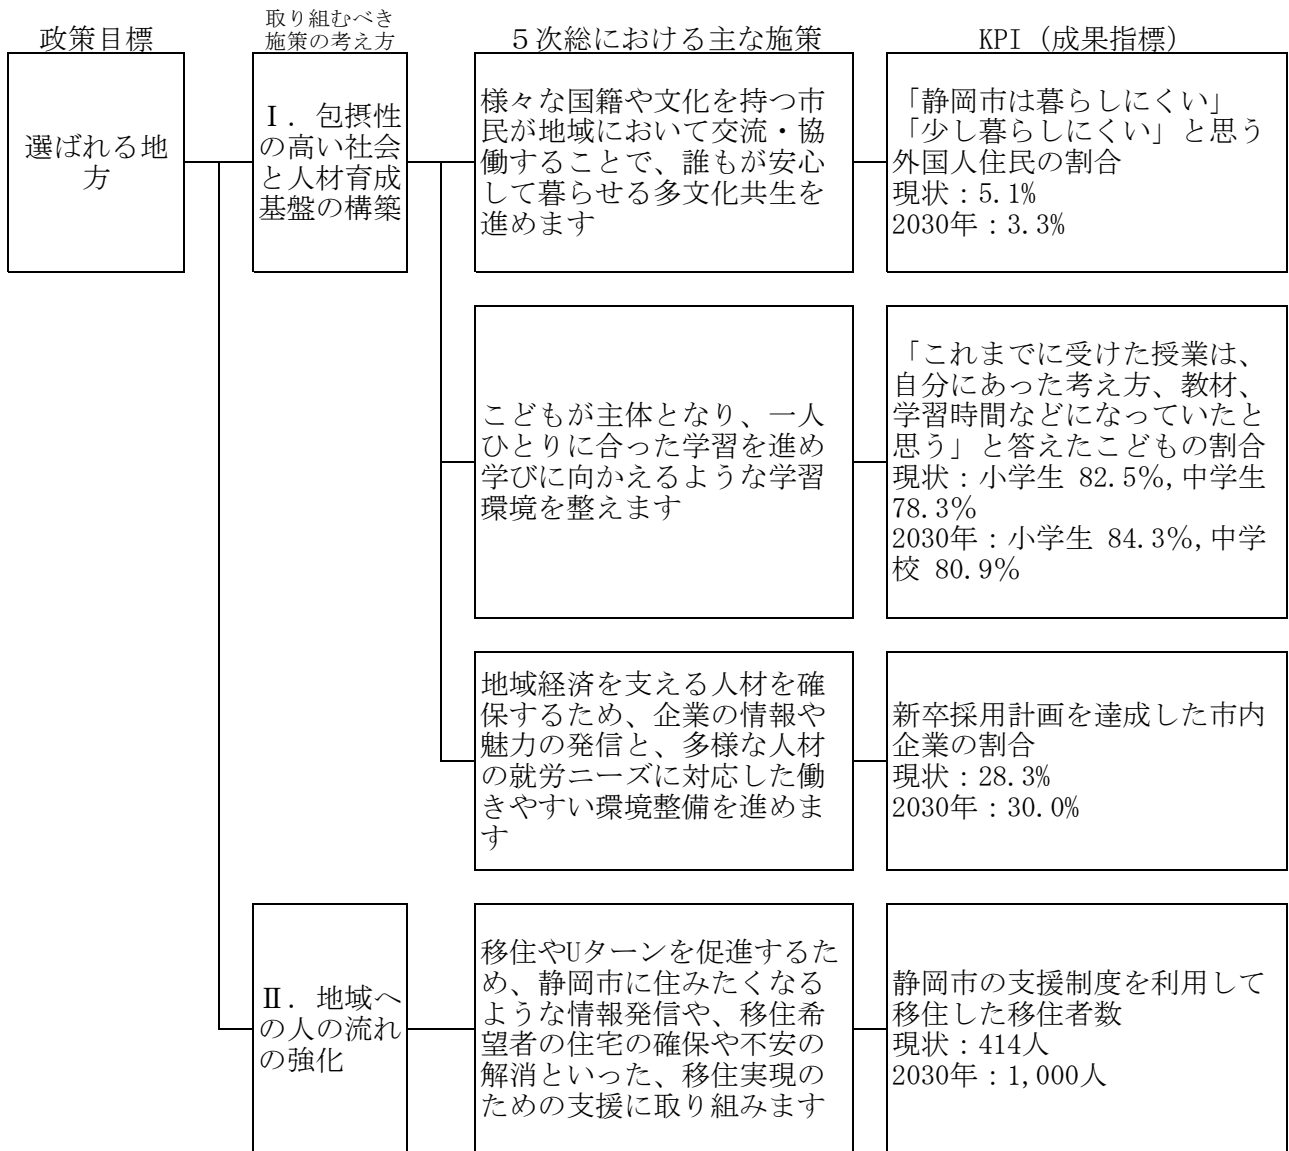 政策目標
取り組むべき
施策の考え方
５次総における主な施策
KPI（成果指標）
選ばれる地
方
Ⅰ．包摂性
の高い社会
と人材育成
基盤の構築
様々な国籍や文化を持つ市
民が地域において交流・協
働することで、誰もが安心
して暮らせる多文化共生を
進めます
「静岡市は暮らしにくい」
「少し暮らしにくい」と思う
外国人住民の割合
現状：5.1%
2030年：3.3%
こどもが主体となり、一人
ひとりに合った学習を進め
学びに向かえるような学習
環境を整えます
「これまでに受けた授業は、
自分にあった考え方、教材、
学習時間などになっていたと
思う」と答えたこどもの割合
現状：小学生 82.5％,中学生
78.3％
2030年：小学生 84.3％,中学
校 80.9％
地域経済を支える人材を確
保するため、企業の情報や
魅力の発信と、多様な人材
の就労ニーズに対応した働
きやすい環境整備を進めま
す
新卒採用計画を達成した市内
企業の割合
現状：28.3%
2030年：30.0%
Ⅱ．地域へ
の人の流れ
の強化
移住やUターンを促進するた
め、静岡市に住みたくなる
ような情報発信や、移住希
望者の住宅の確保や不安の
解消といった、移住実現の
ための支援に取り組みます
静岡市の支援制度を利用して
移住した移住者数
現状：414人
2030年：1,000人